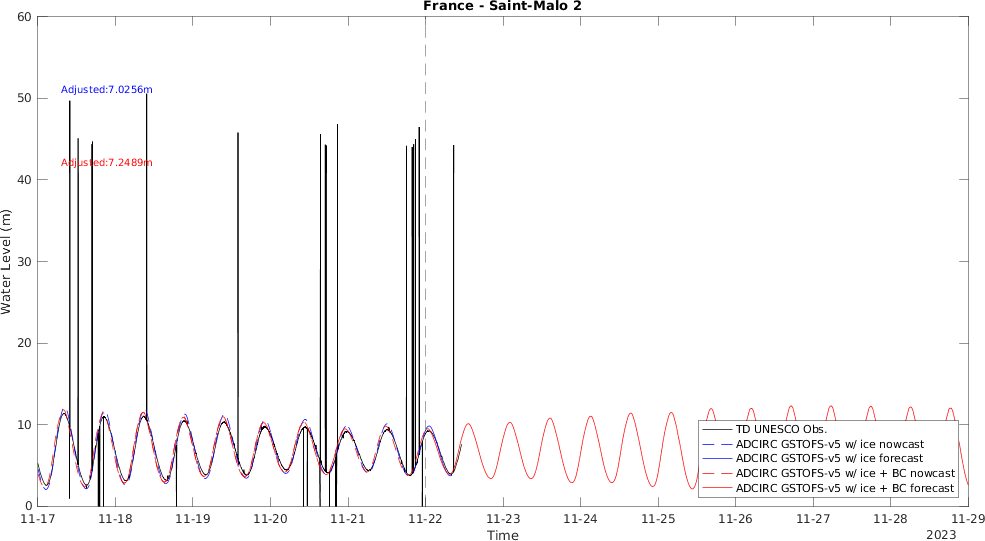 France - Saint-Malo 2
60
50
40
30
20
10
0
Adjusted:7.0256m
Adjusted:7.2489m
Water Level (m)
TD UNESCO Obs.
ADCIRC GSTOFS-v5 w/ ice nowcast
ADCIRC GSTOFS-v5 w/ ice forecast
ADCIRC GSTOFS-v5 w/ ice + BC nowcast
ADCIRC GSTOFS-v5 w/ ice + BC forecast
11-17 11-18 11-19 11-20 11-21 11-22 11-23 11-24 11-25 11-26 11-27 11-28 11-29
Time
2023